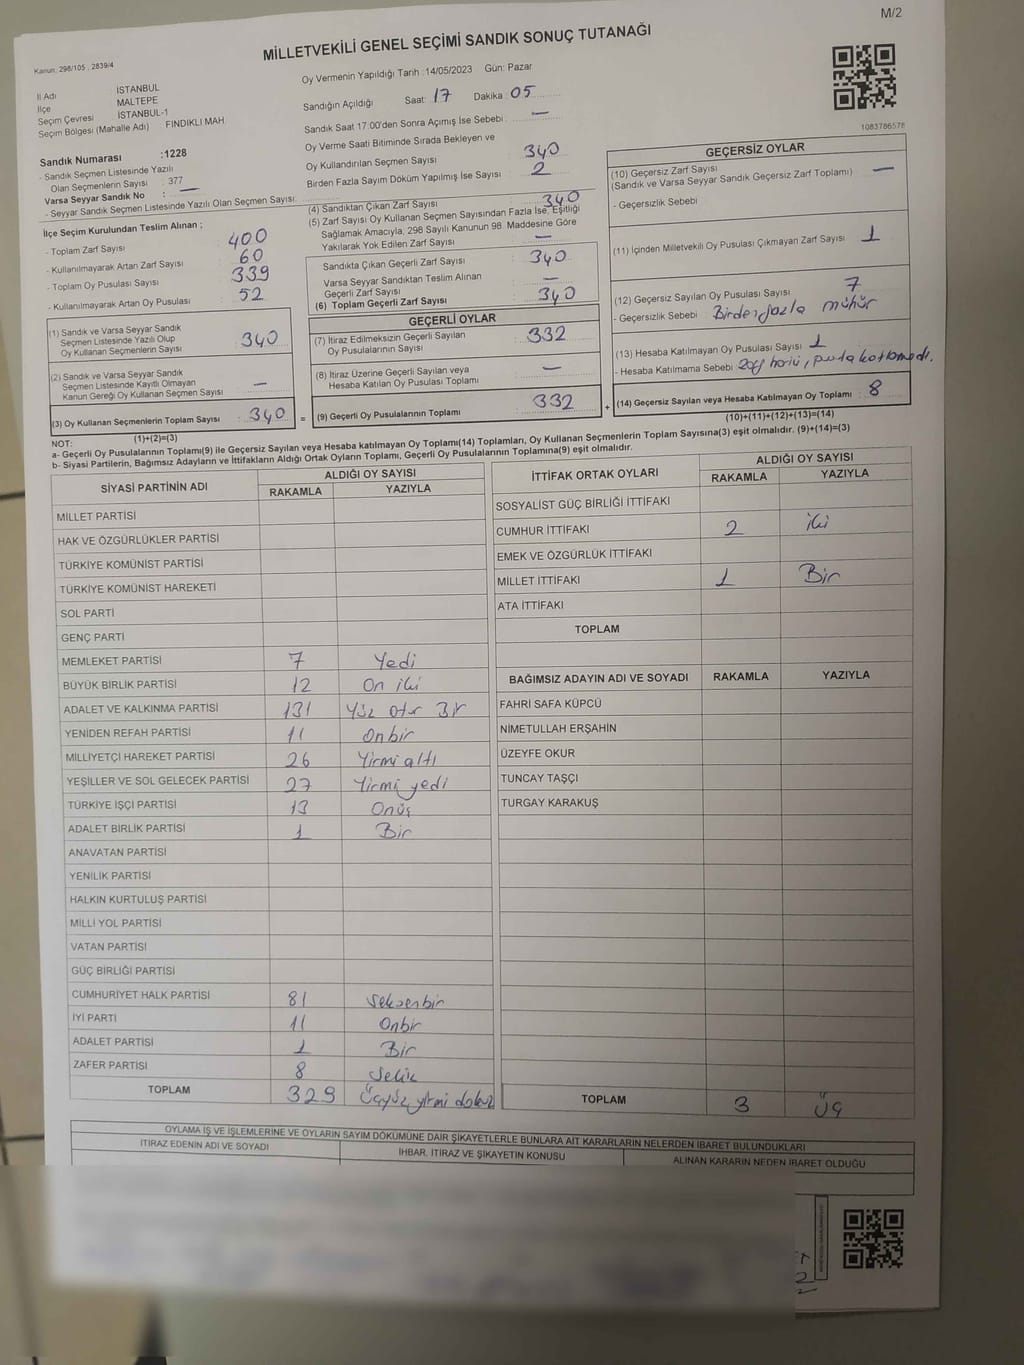 M/2
MİLLETVEKİLİ GENEL SEÇİMİ SANDIK SONUÇ TUTANAĞI
Kanun: 298/105 , 2839/4
İl Adı İSTANBUL
İlçe MALTEPE
Seçim Çevresi İSTANBUL-1
Seçim Bölgesi (Mahalle Adı) FINDIKLI MAH
Sandık Numarası :1228
- Sandık Seçmen Listesinde Yazılı
Olan Seçmenlerin Sayısı : 377
Varsa Seyyar Sandık No : —
- Seyyar Sandık Seçmen Listesinde Yazılı Olan Seçmen Sayısı:
Oy Vermenin Yapıldığı Tarih :14/05/2023 Gün: Pazar
Sandığın Açıldığı Saat: 17 Dakika: 05
Sandık Saat 17:00'den Sonra Açımış İse Sebebi : —
Oy Verme Saati Bitiminde Sırada Bekleyen ve
Oy Kullandırılan Seçmen Sayısı : 340
Birden Fazla Sayım Döküm Yapılmış İse Sayısı : 2
1083786578
İlçe Seçim Kurulundan Teslim Alınan ;
- Toplam Zarf Sayısı : 400
- Kullanılmayarak Artan Zarf Sayısı : 60
- Toplam Oy Pusulası Sayısı : 339
- Kullanılmayarak Artan Oy Pusulası : 52
(1) Sandık ve Varsa Seyyar Sandık
Seçmen Listesinde Yazılı Olup
Oy Kullanan Seçmenlerin Sayısı : 340
(2) Sandık ve Varsa Seyyar Sandık
Seçmen Listesinde Kayıtlı Olmayan
Kanun Gereği Oy Kullanan Seçmen Sayısı : —
(3) Oy Kullanan Seçmenlerin Toplam Sayısı : 340
(1)+(2)=(3)
(4) Sandıktan Çıkan Zarf Sayısı : 340
(5) Zarf Sayısı Oy Kullanan Seçmen Sayısından Fazla İse, Eşitliği
Sağlamak Amacıyla, 298 Sayılı Kanunun 98. Maddesine Göre
Yakılarak Yok Edilen Zarf Sayısı : —
Sandıkta Çıkan Geçerli Zarf Sayısı : 340
Varsa Seyyar Sandıktan Teslim Alınan
Geçerli Zarf Sayısı : —
(6) Toplam Geçerli Zarf Sayısı : 340
GEÇERLİ OYLAR
(7) İtiraz Edilmeksizin Geçerli Sayılan
Oy Pusulalarının Sayısı : 332
(8) İtiraz Üzerine Geçerli Sayılan veya
Hesaba Katılan Oy Pusulası Toplamı : —
= (9) Geçerli Oy Pusulalarının Toplamı : 332
GEÇERSİZ OYLAR
(10) Geçersiz Zarf Sayısı : —
(Sandık ve Varsa Seyyar Sandık Geçersiz Zarf Toplamı)
- Geçersizlik Sebebi
(11) İçinden Milletvekili Oy Pusulası Çıkmayan Zarf Sayısı : 1
(12) Geçersiz Sayılan Oy Pusulası Sayısı : 7
- Geçersizlik Sebebi Birden fazla mühür
(13) Hesaba Katılmayan Oy Pusulası Sayısı : 1
- Hesaba Katılmama Sebebi
+ (14) Geçersiz Sayılan veya Hesaba Katılmayan Oy Toplamı : 8
(10)+(11)+(12)+(13)=(14)
NOT:
a- Geçerli Oy Pusulalarının Toplamı(9) ile Geçersiz Sayılan veya Hesaba katılmayan Oy Toplamı(14) Toplamları, Oy Kullanan Seçmenlerin Toplam Sayısına(3) eşit olmalıdır. (9)+(14)=(3)
b- Siyasi Partilerin, Bağımsız Adayların ve İttifakların Aldığı Ortak Oyların Toplamı, Geçerli Oy Pusulalarının Toplamına(9) eşit olmalıdır.
SİYASİ PARTİNİN ADI ALDIĞI OY SAYISI
RAKAMLA YAZIYLA
MİLLET PARTİSİ
HAK VE ÖZGÜRLÜKLER PARTİSİ
TÜRKİYE KOMÜNİST PARTİSİ
TÜRKİYE KOMÜNİST HAREKETİ
SOL PARTİ
GENÇ PARTİ
MEMLEKET PARTİSİ 7 Yedi
BÜYÜK BİRLİK PARTİSİ 12 On iki
ADALET VE KALKINMA PARTİSİ 131 Yüz otuz Bir
YENİDEN REFAH PARTİSİ 11 Onbir
MİLLİYETÇİ HAREKET PARTİSİ 26 Yirmi altı
YEŞİLLER VE SOL GELECEK PARTİSİ 27 Yirmi yedi
TÜRKİYE İŞÇİ PARTİSİ 13 Onüç
ADALET BİRLİK PARTİSİ 1 Bir
ANAVATAN PARTİSİ
YENİLİK PARTİSİ
HALKIN KURTULUŞ PARTİSİ
MİLLİ YOL PARTİSİ
VATAN PARTİSİ
GÜÇ BİRLİĞİ PARTİSİ
CUMHURİYET HALK PARTİSİ 81 Seksenbir
İYİ PARTİ 11 Onbir
ADALET PARTİSİ 1 Bir
ZAFER PARTİSİ 8 Sekiz
TOPLAM 329 Üçyüz yirmi dokuz
İTTİFAK ORTAK OYLARI ALDIĞI OY SAYISI
RAKAMLA YAZIYLA
SOSYALİST GÜÇ BİRLİĞİ İTTİFAKI
CUMHUR İTTİFAKI 2 iki
EMEK VE ÖZGÜRLÜK İTTİFAKI
MİLLET İTTİFAKI 1 Bir
ATA İTTİFAKI
TOPLAM
BAĞIMSIZ ADAYIN ADI VE SOYADI RAKAMLA YAZIYLA
FAHRİ SAFA KÜPCÜ
NİMETULLAH ERŞAHİN
ÜZEYFE OKUR
TUNCAY TAŞÇI
TURGAY KARAKUŞ
TOPLAM 3 üç
OYLAMA İŞ VE İŞLEMLERİNE VE OYLARIN SAYIM DÖKÜMÜNE DAİR ŞİKAYETLERLE BUNLARA AİT KARARLARIN NELERDEN İBARET BULUNDUKLARI
İTİRAZ EDENİN ADI VE SOYADI İHBAR, İTİRAZ VE ŞİKAYETİN KONUSU ALINAN KARARIN NEDEN İBARET OLDUĞU